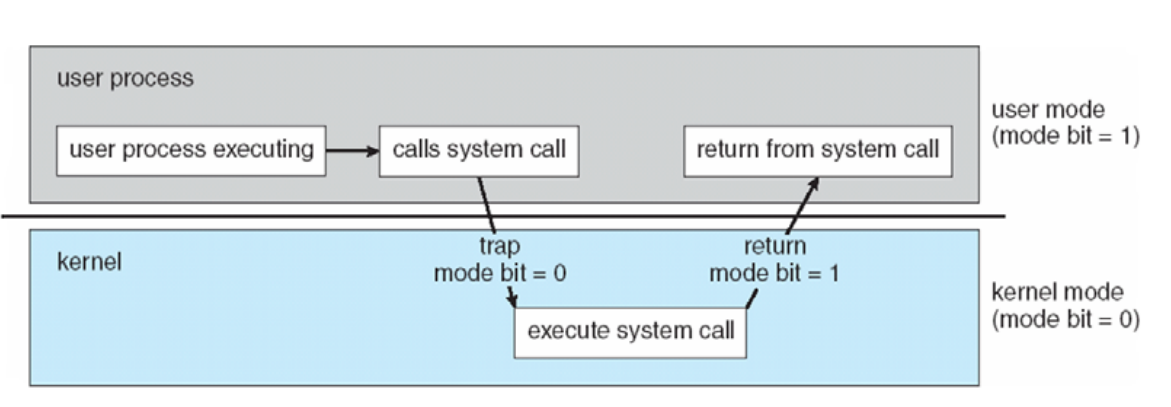 user process
user process executing
calls system call
return from system call
user mode
(mode bit = 1)
kernel
trap
mode bit = 0
return
mode bit = 1
execute system call
kernel mode
(mode bit = 0)